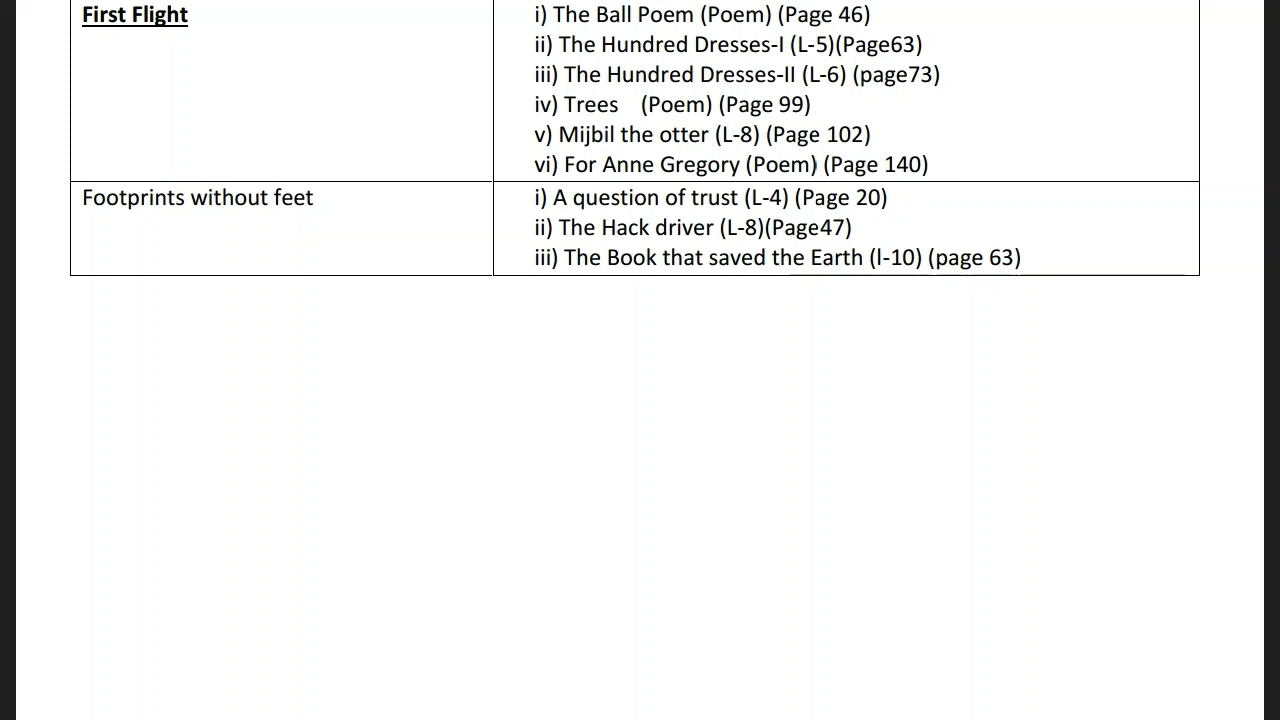 First Flight
i) The Ball Poem (Poem) (Page 46)
ii) The Hundred Dresses-I (L-5)(Page63)
iii) The Hundred Dresses-II (L-6) (page73)
iv) Trees    (Poem) (Page 99)
v) Mijbil the otter (L-8) (Page 102)
vi) For Anne Gregory (Poem) (Page 140)
Footprints without feet
i) A question of trust (L-4) (Page 20)
ii) The Hack driver (L-8)(Page47)
iii) The Book that saved the Earth (l-10) (page 63)